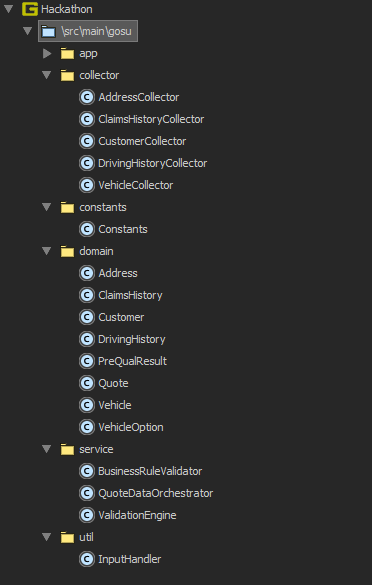 Hackathon
\src\main\gosu
app
collector
AddressCollector
ClaimsHistoryCollector
CustomerCollector
DrivingHistoryCollector
VehicleCollector
constants
Constants
domain
Address
ClaimsHistory
Customer
DrivingHistory
PreQualResult
Quote
Vehicle
VehicleOption
service
BusinessRuleValidator
QuoteDataOrchestrator
ValidationEngine
util
InputHandler